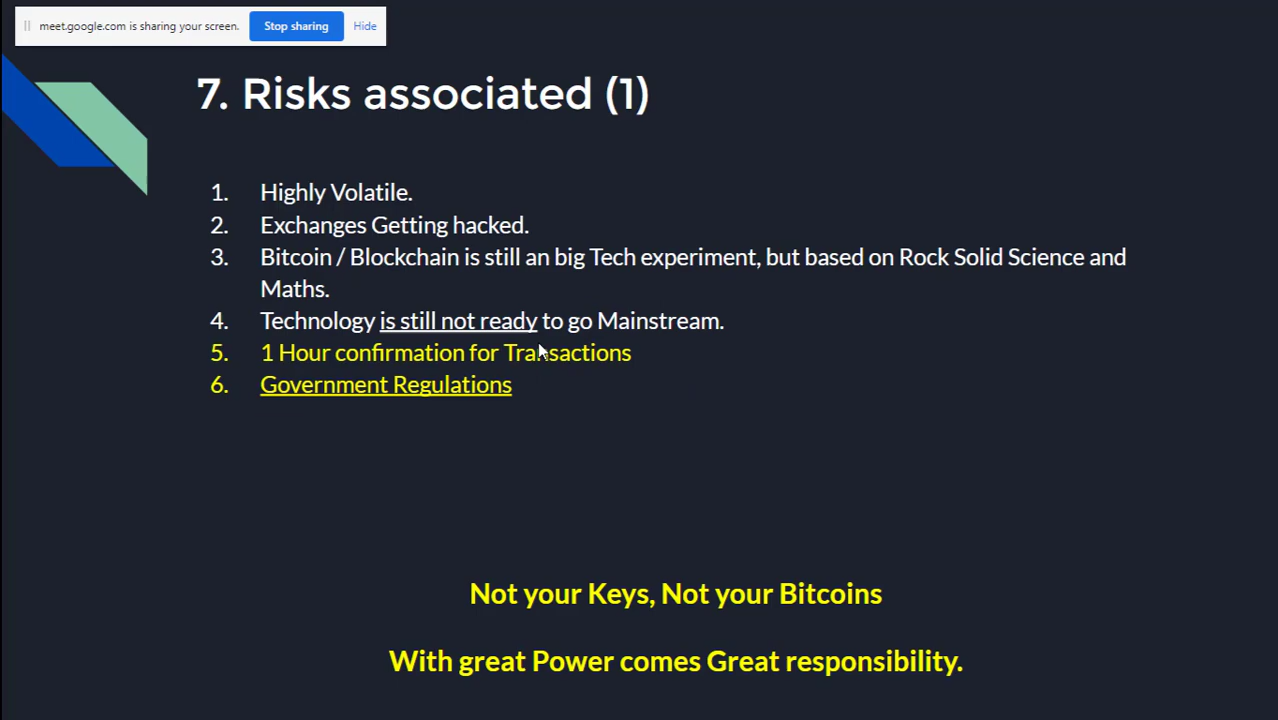 meet.google.com is sharing your screen.
Stop sharing
Hide
7. Risks associated (1)
1. Highly Volatile.
2. Exchanges Getting hacked.
3. Bitcoin / Blockchain is still an big Tech experiment, but based on Rock Solid Science and
Maths.
4. Technology is still not ready to go Mainstream.
5. 1 Hour confirmation for Transactions
6. Government Regulations
Not your Keys, Not your Bitcoins
With great Power comes Great responsibility.